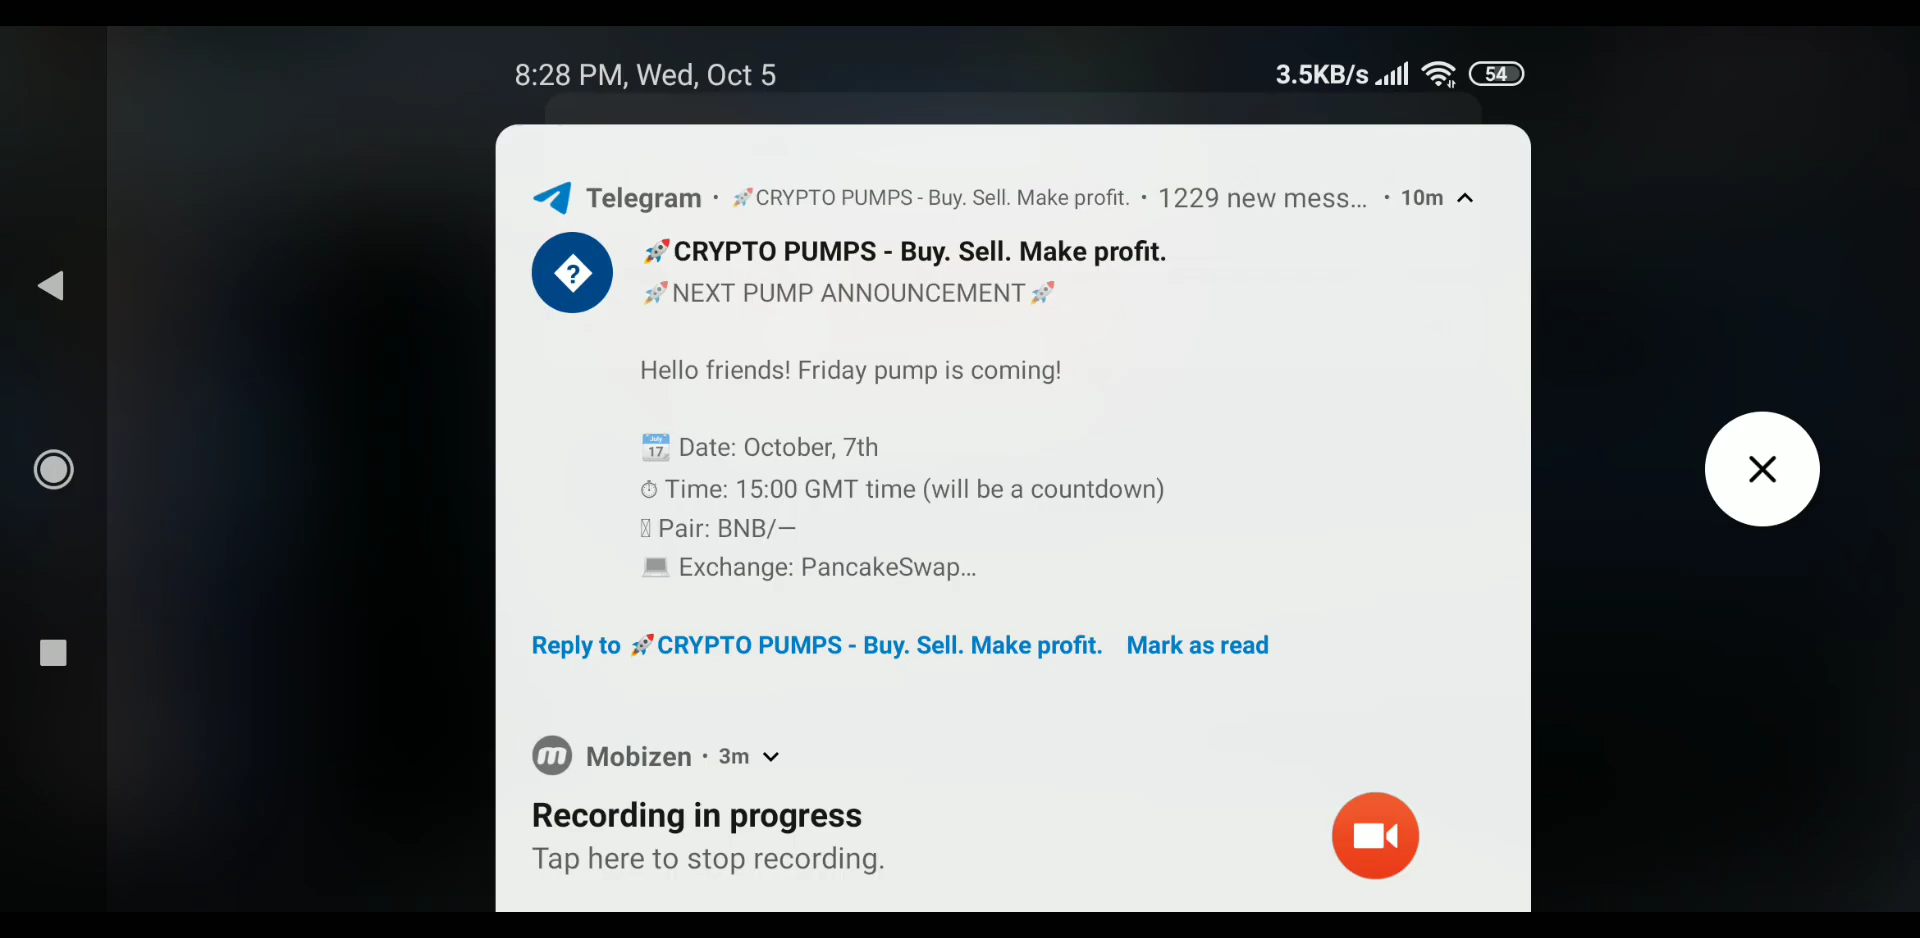 8:28 PM, Wed, Oct 5
3.5KB/s 54
Telegram · 🚀CRYPTO PUMPS - Buy. Sell. Make profit. · 1229 new mess... · 10m
🚀CRYPTO PUMPS - Buy. Sell. Make profit.
🚀NEXT PUMP ANNOUNCEMENT🚀
Hello friends! Friday pump is coming!
📅 Date: October, 7th
⏱ Time: 15:00 GMT time (will be a countdown)
Pair: BNB/—
💻 Exchange: PancakeSwap...
Reply to 🚀CRYPTO PUMPS - Buy. Sell. Make profit. Mark as read
Mobizen · 3m
Recording in progress
Tap here to stop recording.